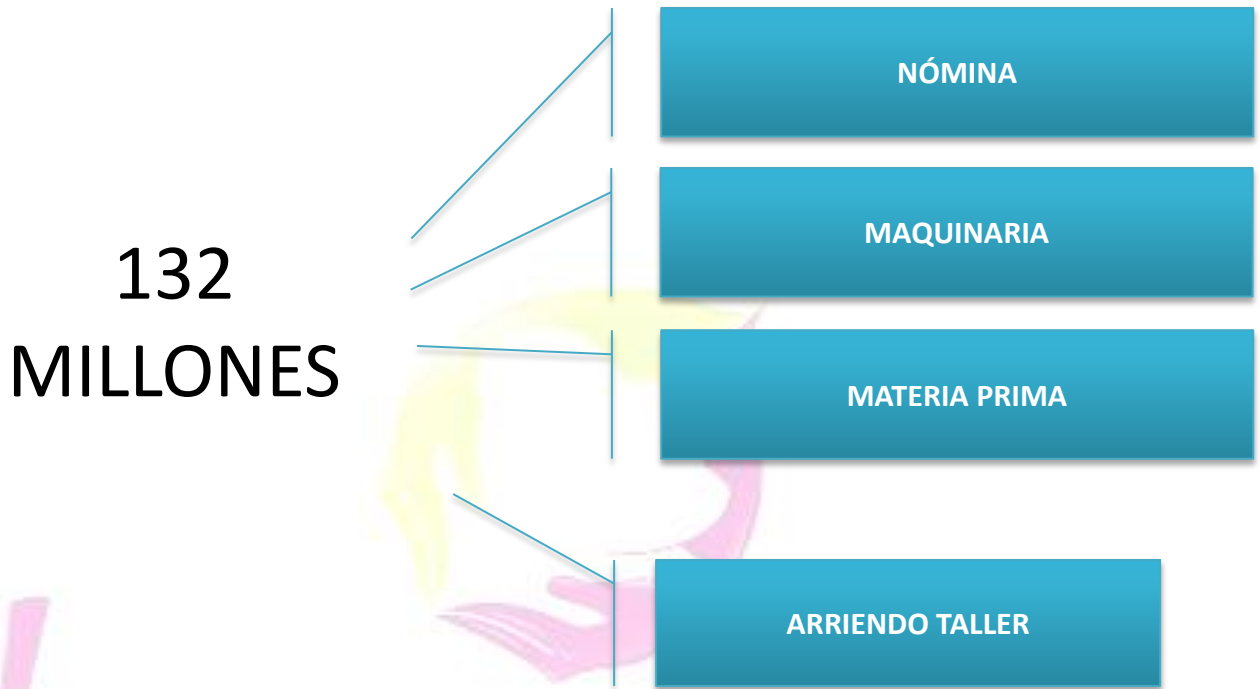 132
MILLONES
NÓMINA
MAQUINARIA
MATERIA PRIMA
ARRIENDO TALLER